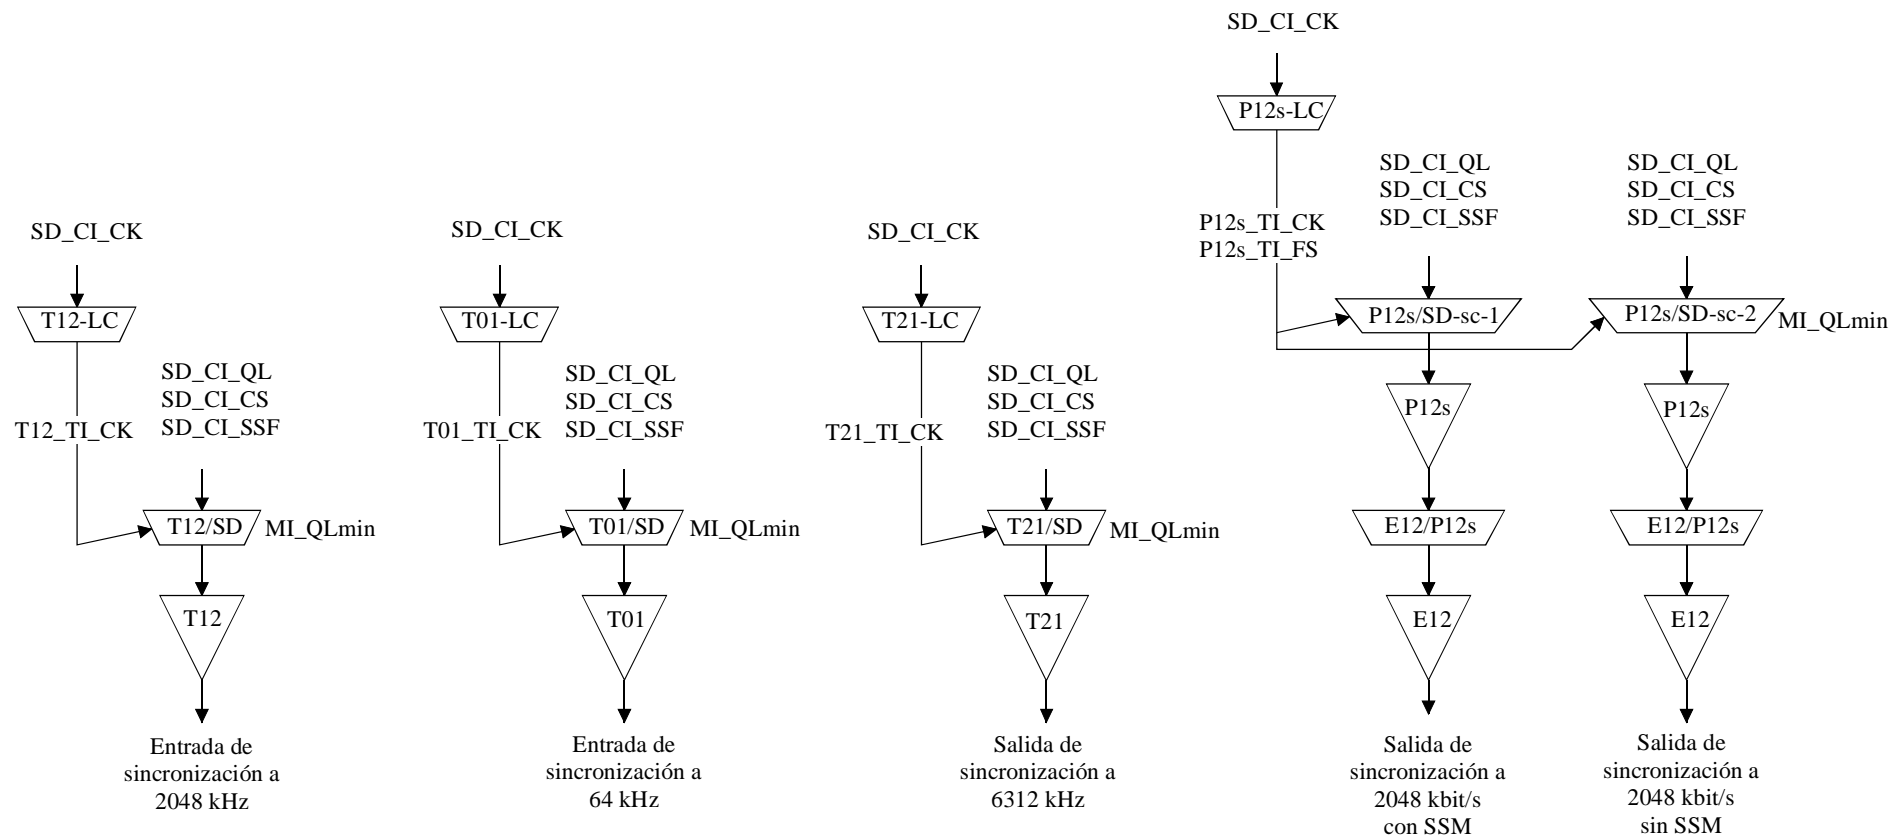 SD_CI_CK
P12s-LC
SD_CI_QL
SD_CI_CS
SD_CI_SSF
SD_CI_QL
SD_CI_CS
SD_CI_SSF
P12s_TI_CK
P12s_TI_FS
SD_CI_CK
SD_CI_CK
SD_CI_CK
T12-LC
T01-LC
T21-LC
P12s/SD-sc-1
P12s/SD-sc-2
MI_QLmin
SD_CI_QL
SD_CI_CS
SD_CI_SSF
SD_CI_QL
SD_CI_CS
SD_CI_SSF
SD_CI_QL
SD_CI_CS
SD_CI_SSF
T12_TI_CK
T01_TI_CK
T21_TI_CK
P12s
P12s
T12/SD
MI_QLmin
T01/SD
MI_QLmin
T21/SD
MI_QLmin
E12/P12s
E12/P12s
T12
T01
T21
E12
E12
Entrada de
sincronización a
2048 kHz
Entrada de
sincronización a
64 kHz
Salida de
sincronización a
6312 kHz
Salida de
sincronización a
2048 kbit/s
con SSM
Salida de
sincronización a
2048 kbit/s
sin SSM